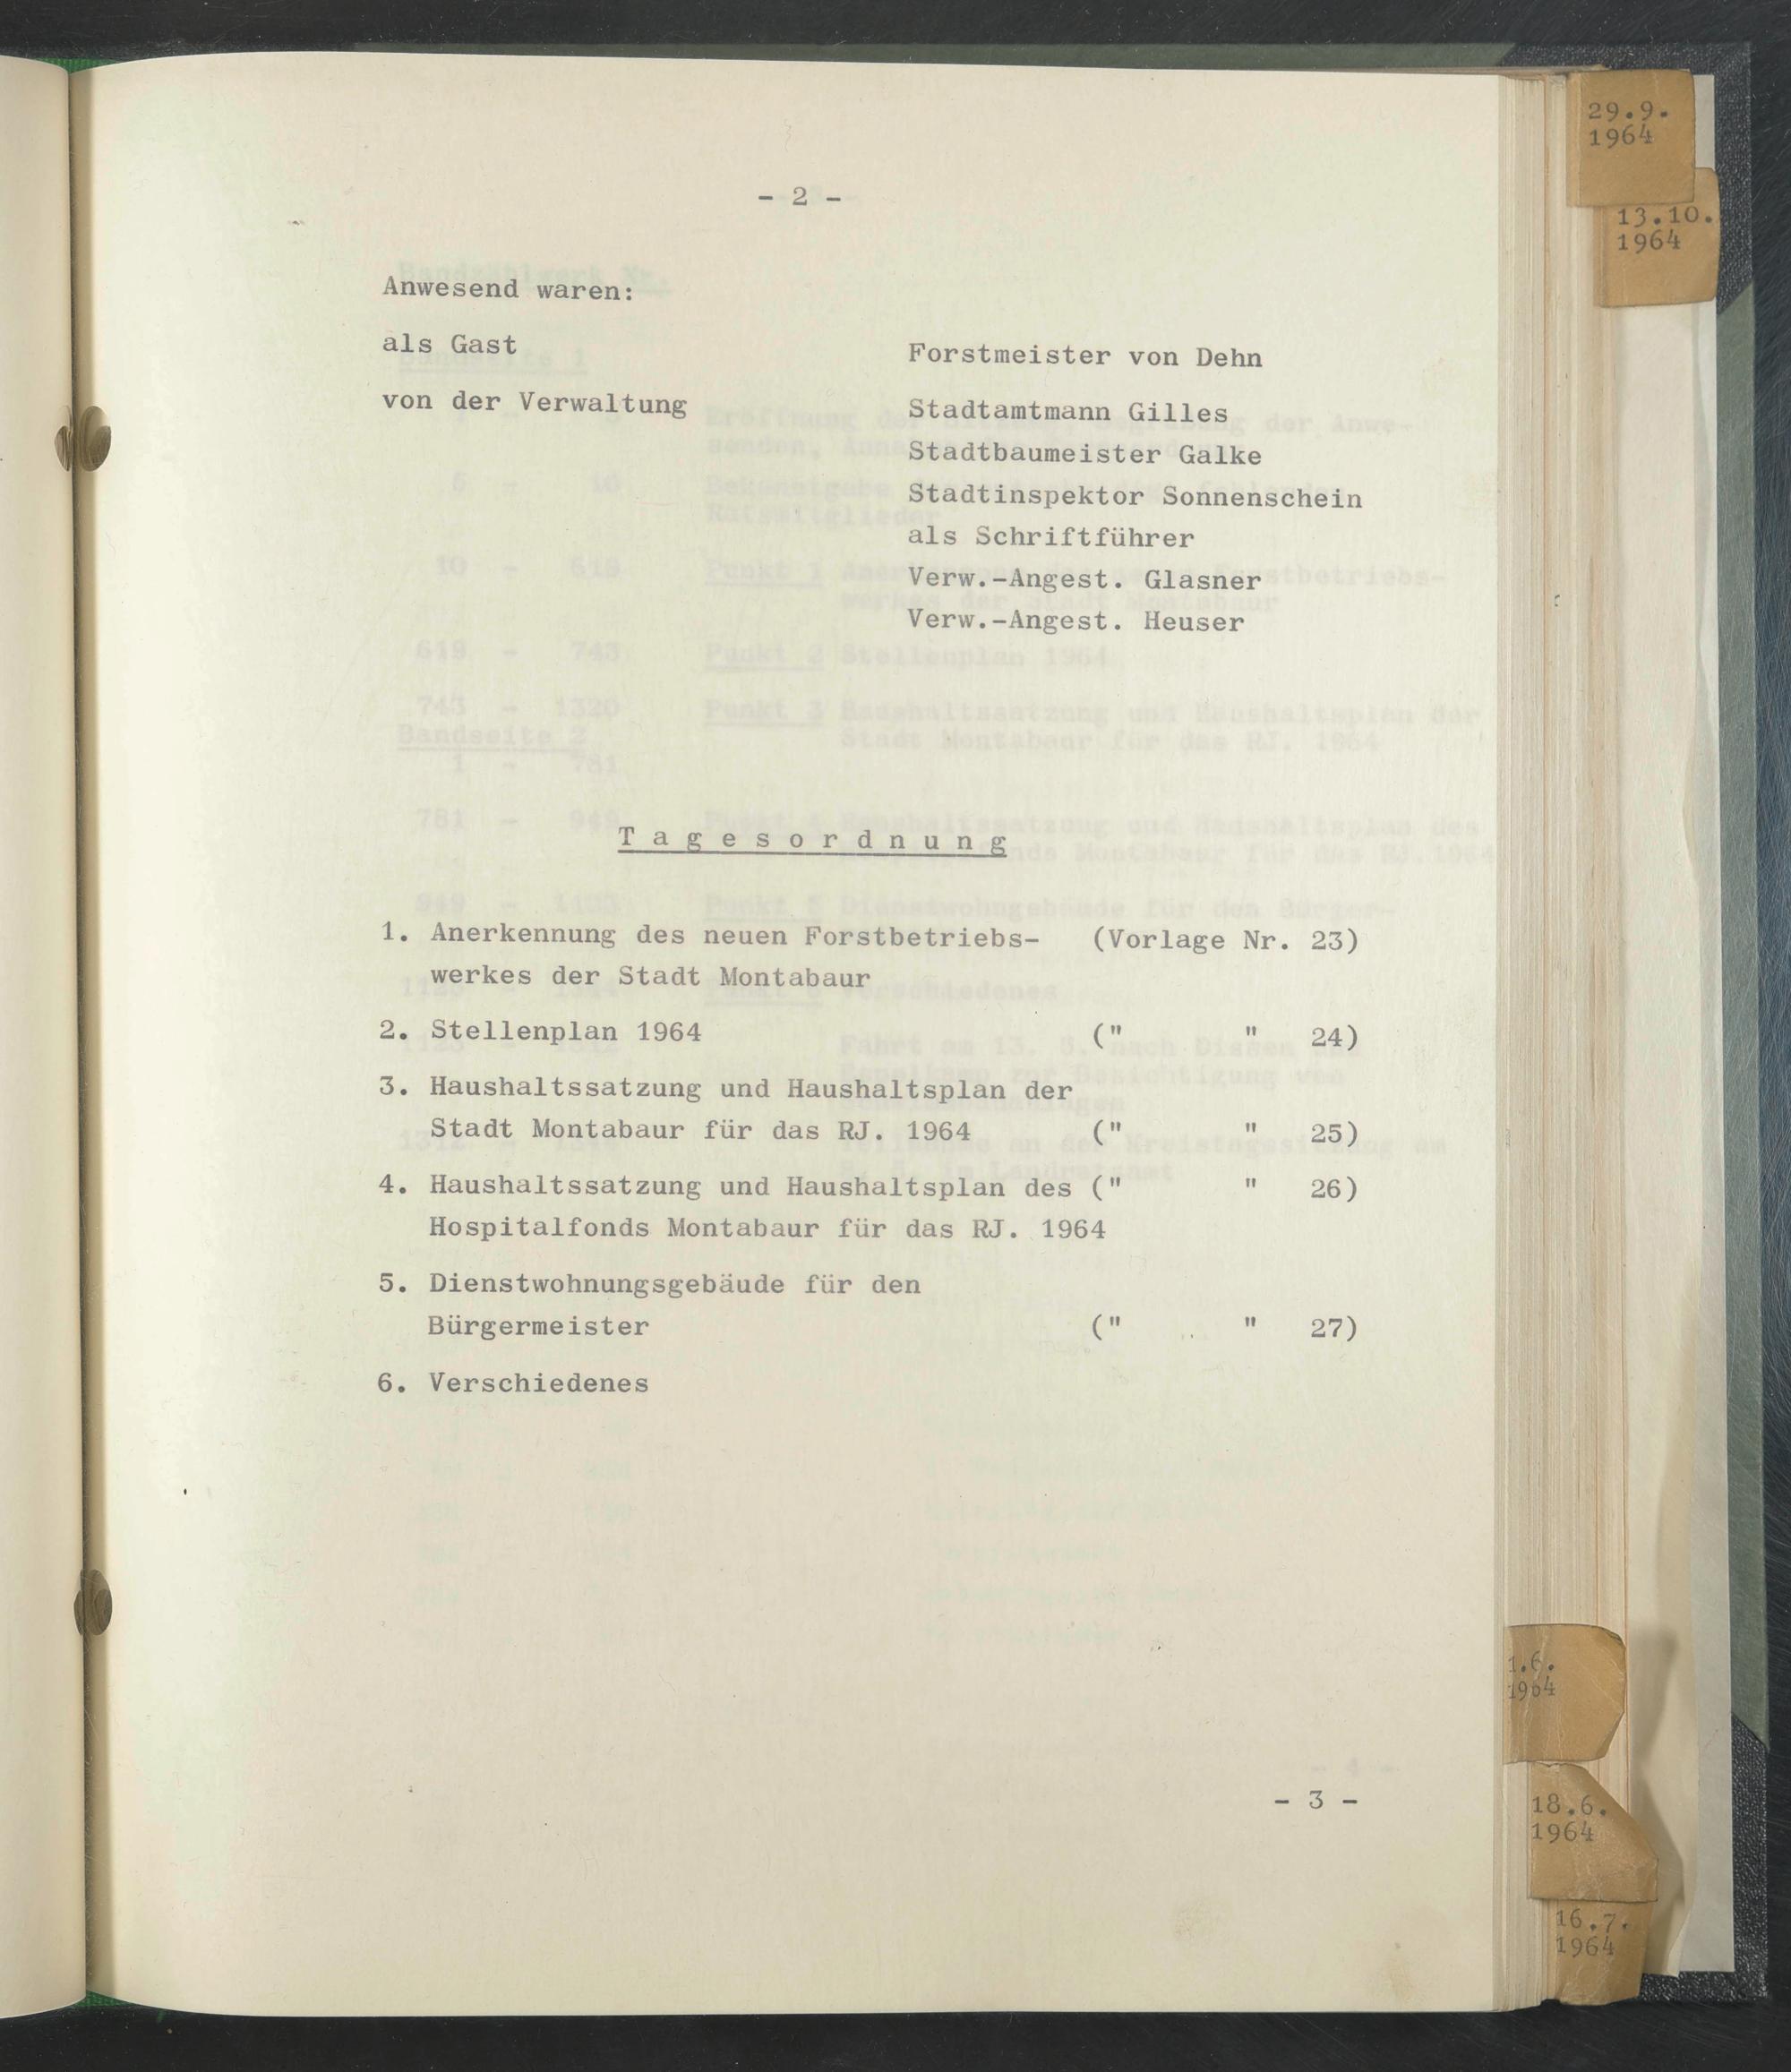 - 2 -
Anwesend waren:
als Gast
Forstmeister von Dehn
von der Verwaltung
Stadtamtmann Gilles
Stadtbaumeister Galke
Stadtinspektor Sonnenschein
als Schriftführer
Verw.-Angest. Glasner
Verw.-Angest. Heuser
Tagesordnung
1. Anerkennung des neuen Forstbetriebs- (Vorlage Nr. 23)
werkes der Stadt Montabaur
2. Stellenplan 1964 (" " 24)
3. Haushaltssatzung und Haushaltsplan der
Stadt Montabaur für das RJ. 1964 (" " 25)
4. Haushaltssatzung und Haushaltsplan des (" " 26)
Hospitalfonds Montabaur für das RJ. 1964
5. Dienstwohnungsgebäude für den
Bürgermeister (" " 27)
6. Verschiedenes
- 3 -
29.9.
1964
13.10.
1964
1.6.
1964
18.6.
1964
16.7.
1964